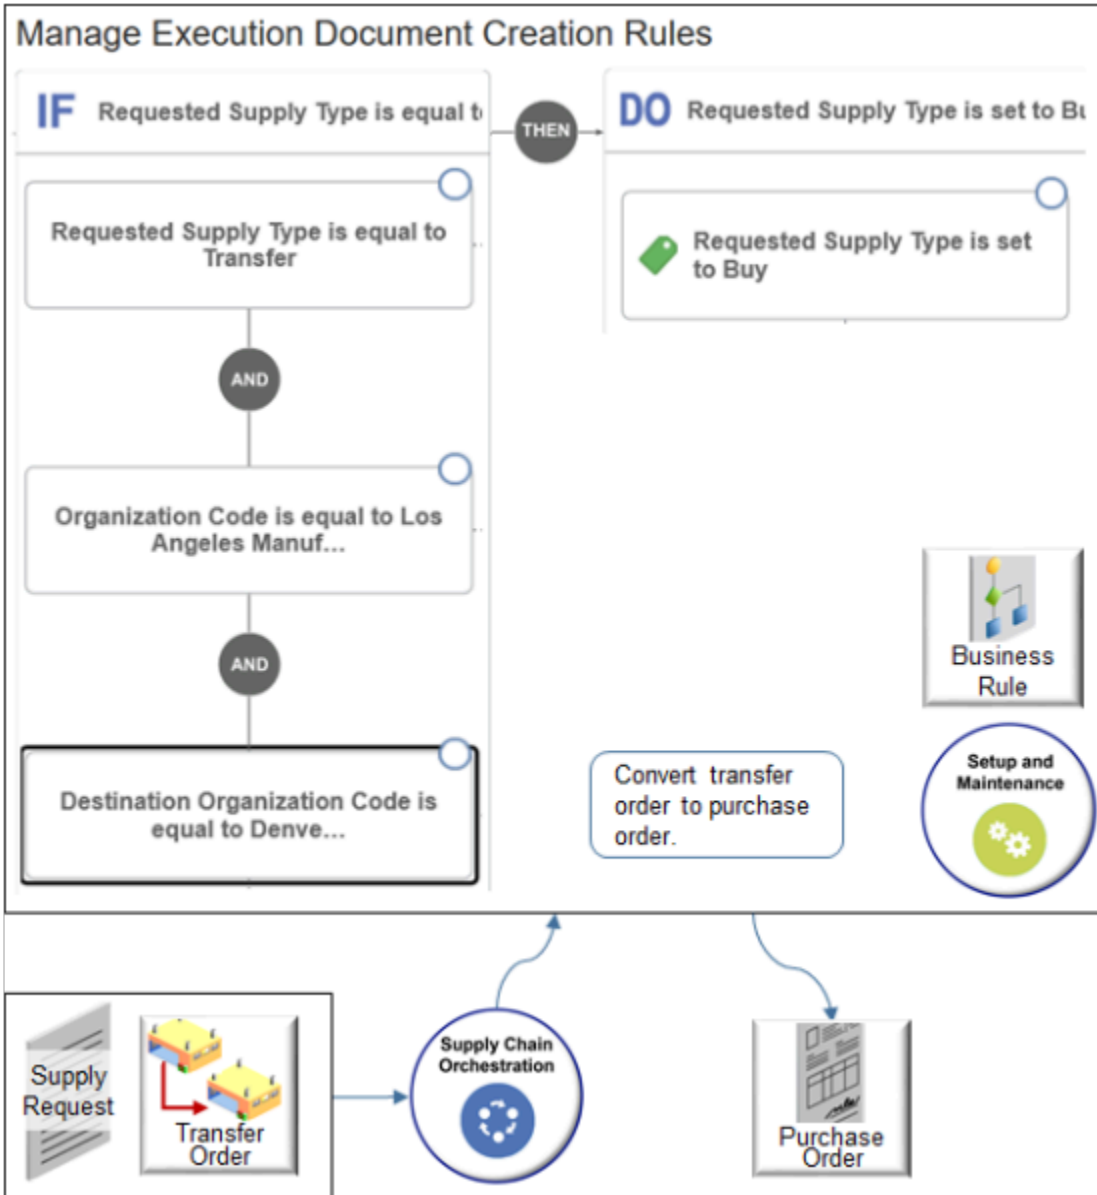 Manage Execution Document Creation Rules
IF Requested Supply Type is equal t
THEN
DO Requested Supply Type is set to Bu
Requested Supply Type is equal to
Transfer
Requested Supply Type is set
to Buy
AND
Organization Code is equal to Los
Angeles Manuf...
AND
Business
Rule
Destination Organization Code is
equal to Denve...
Convert transfer
order to purchase
order.
Setup and
Maintenance
Supply
Request
Transfer
Order
Supply Chain
Orchestration
Purchase
Order